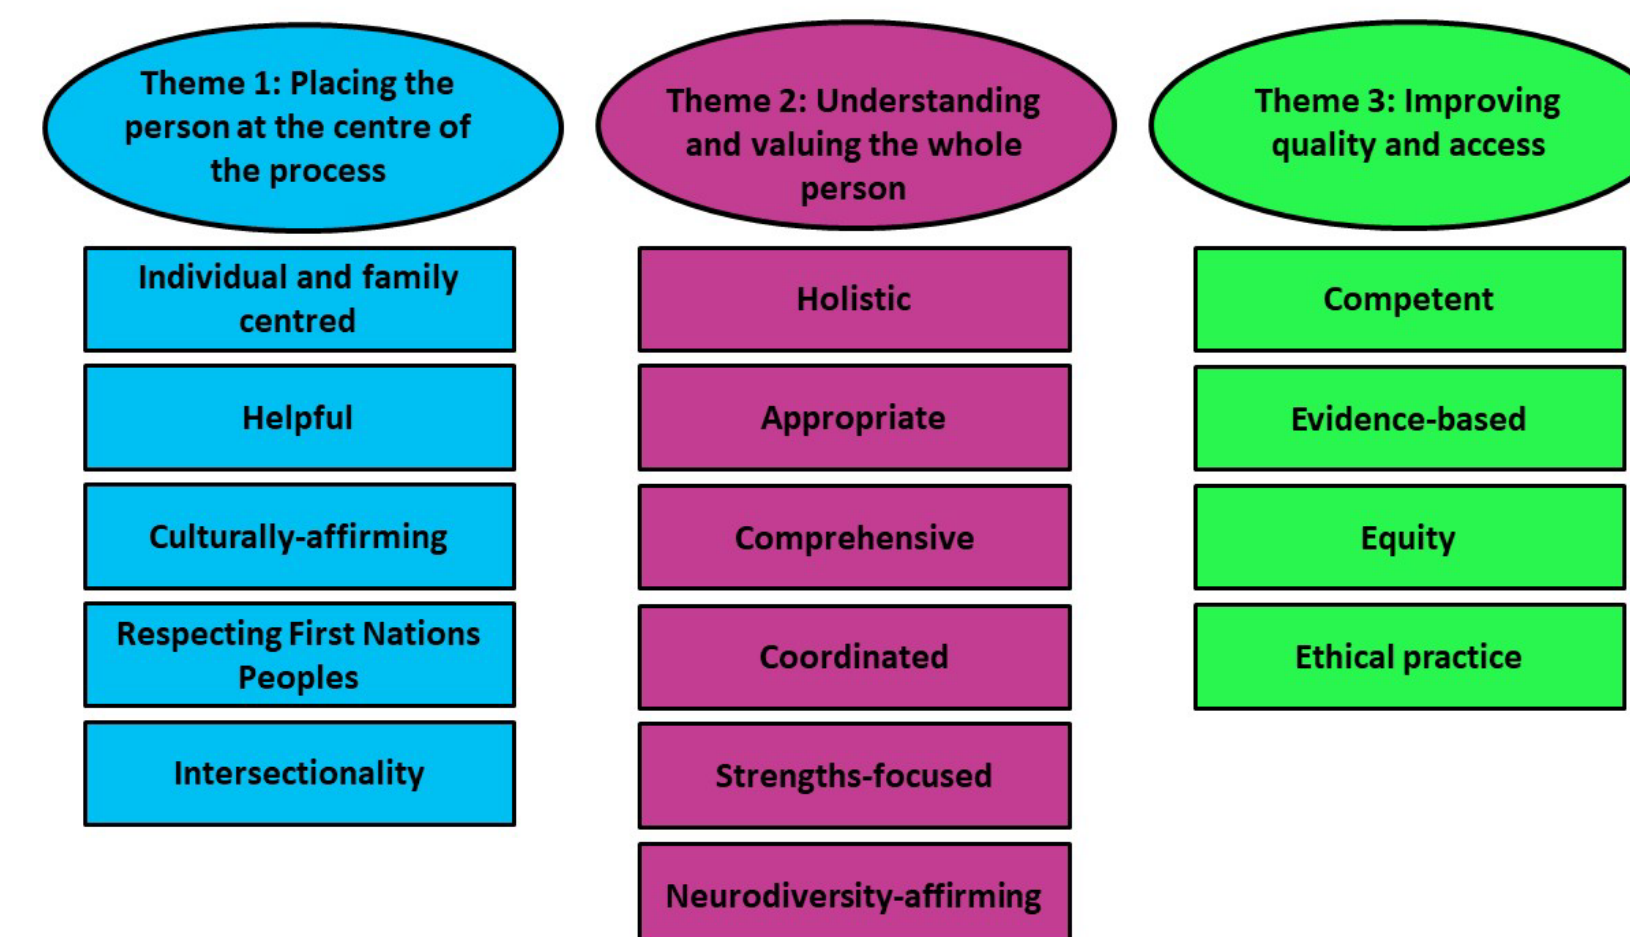 Theme 1: Placing the
person at the centre of
the process
Individual and family
centred
Helpful
Culturally-affirming
Respecting First Nations
Peoples
Intersectionality
Theme 2: Understanding
and valuing the whole
person
Holistic
Appropriate
Comprehensive
Coordinated
Strengths-focused
Neurodiversity-affirming
Theme 3: Improving
quality and access
Competent
Evidence-based
Equity
Ethical practice